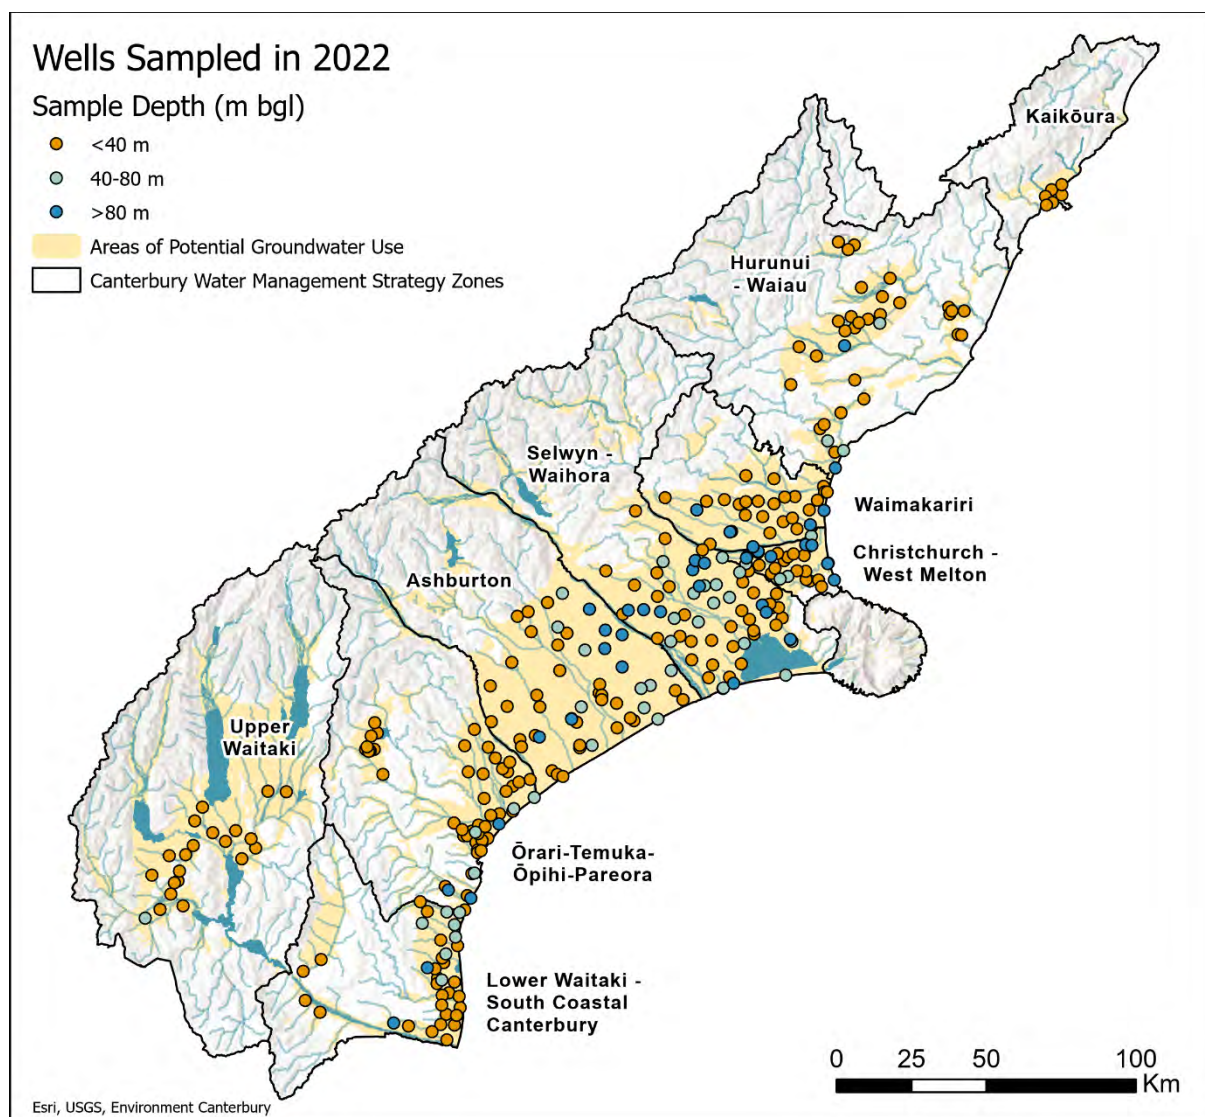 Wells Sampled in 2022
Sample Depth (m bgl)
<40 m
40-80 m
>80 m
Areas of Potential Groundwater Use
Canterbury Water Management Strategy Zones
Kaikōura
Hurunui
- Waiau
Selwyn -
Waihora
Waimakariri
Christchurch -
West Melton
Ashburton
Upper
Waitaki
Ōrari-Temuka-
Ōpihi-Pareora
Lower Waitaki -
South Coastal
Canterbury
0 25 50 100
Km
Esri, USGS, Environment Canterbury